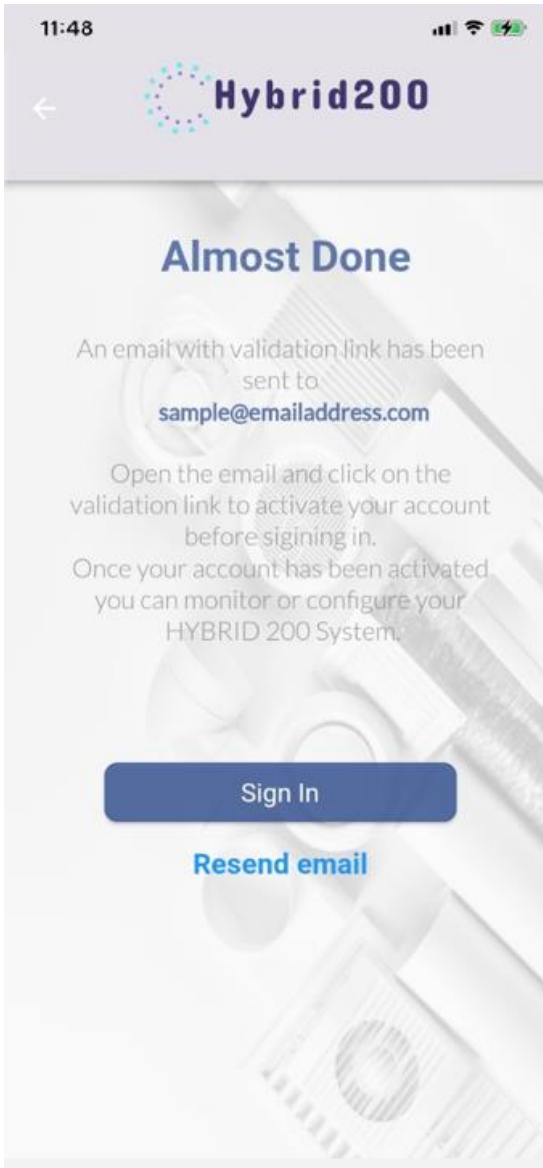 11:48
Hybrid200
Almost Done
An email with validation link has been
sent to
sample@emailaddress.com
Open the email and click on the
validation link to activate your account
before sigining in.
Once your account has been activated
you can monitor or configure your
HYBRID 200 System.
Sign In
Resend email